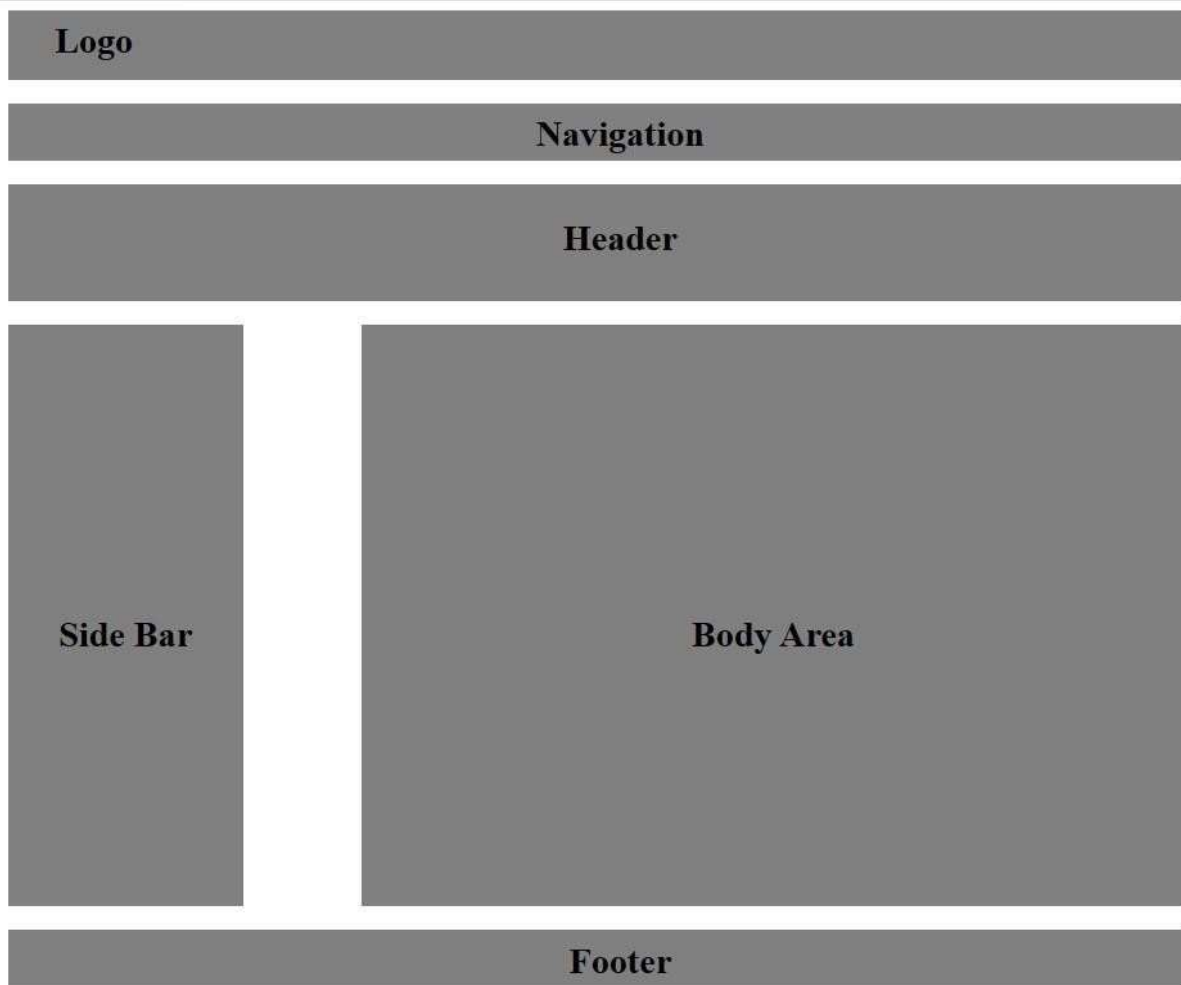 Logo
Navigation
Header
Side Bar
Body Area
Footer